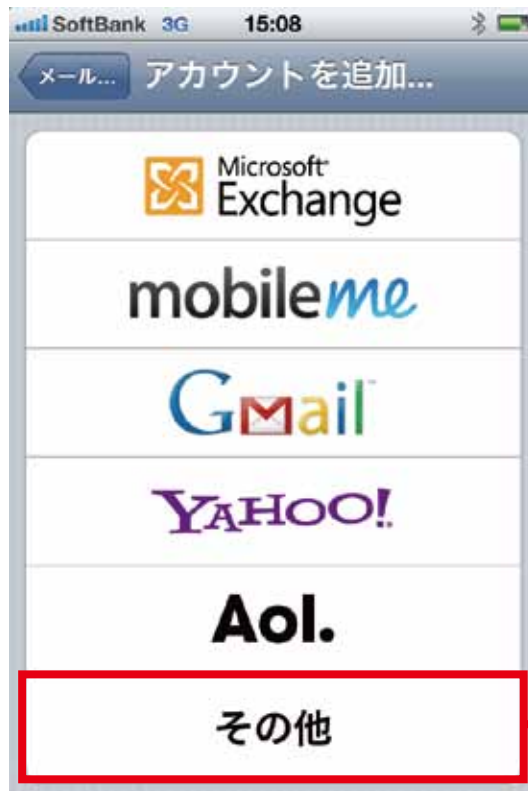 SoftBank 3G 15:08
メール... アカウントを追加...
Microsoft
Exchange
mobileme
Gmail
YAHOO!
Aol.
その他